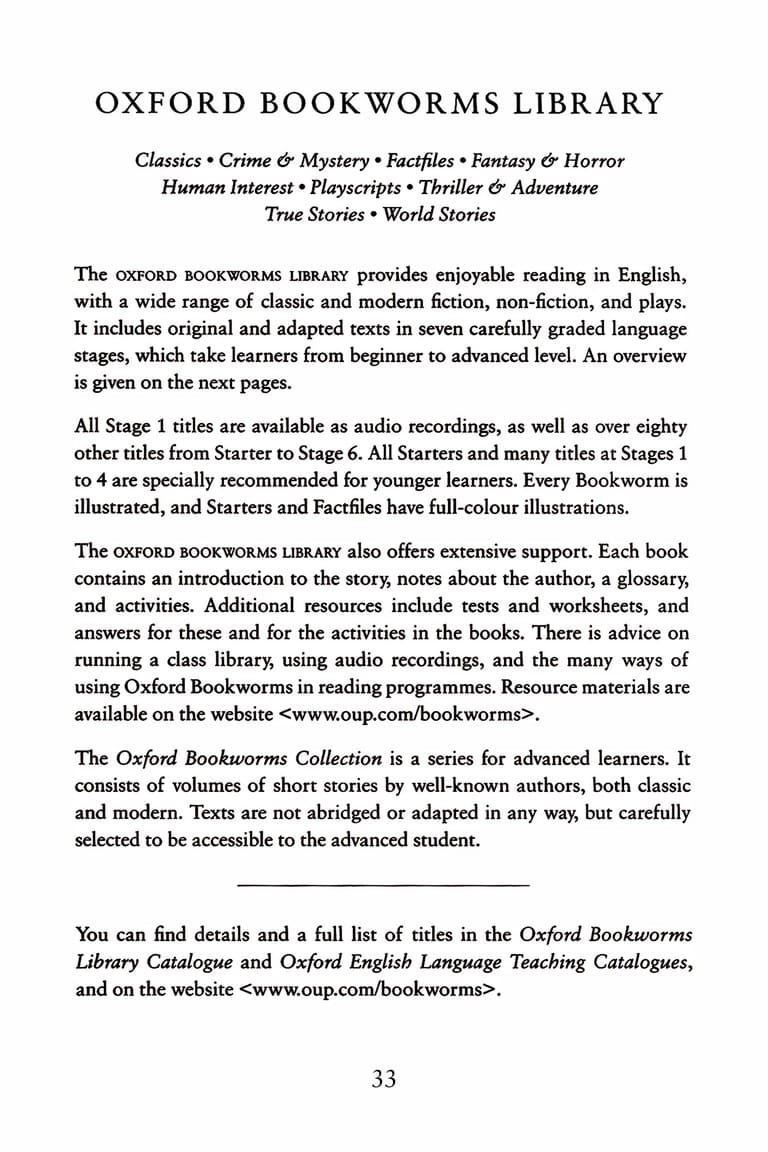 OXFORD BOOKWORMS LIBRARY
Classics • Crime & Mystery • Factfiles • Fantasy & Horror
Human Interest • Playscripts • Thriller & Adventure
True Stories • World Stories
The OXFORD BOOKWORMS LIBRARY provides enjoyable reading in English,
with a wide range of classic and modern fiction, non-fiction, and plays.
It includes original and adapted texts in seven carefully graded language
stages, which take learners from beginner to advanced level. An overview
is given on the next pages.
All Stage 1 titles are available as audio recordings, as well as over eighty
other titles from Starter to Stage 6. All Starters and many titles at Stages 1
to 4 are specially recommended for younger learners. Every Bookworm is
illustrated, and Starters and Factfiles have full-colour illustrations.
The OXFORD BOOKWORMS LIBRARY also offers extensive support. Each book
contains an introduction to the story, notes about the author, a glossary,
and activities. Additional resources include tests and worksheets, and
answers for these and for the activities in the books. There is advice on
running a class library, using audio recordings, and the many ways of
using Oxford Bookworms in reading programmes. Resource materials are
available on the website <www.oup.com/bookworms>.
The Oxford Bookworms Collection is a series for advanced learners. It
consists of volumes of short stories by well-known authors, both classic
and modern. Texts are not abridged or adapted in any way, but carefully
selected to be accessible to the advanced student.
You can find details and a full list of titles in the Oxford Bookworms
Library Catalogue and Oxford English Language Teaching Catalogues,
and on the website <www.oup.com/bookworms>.
33